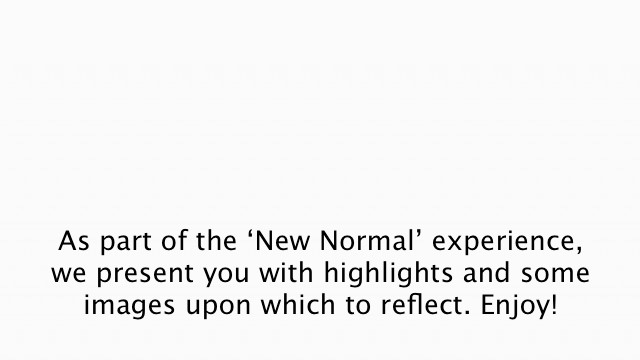 As part of the ‘New Normal’ experience,
we present you with highlights and some
images upon which to reflect. Enjoy!